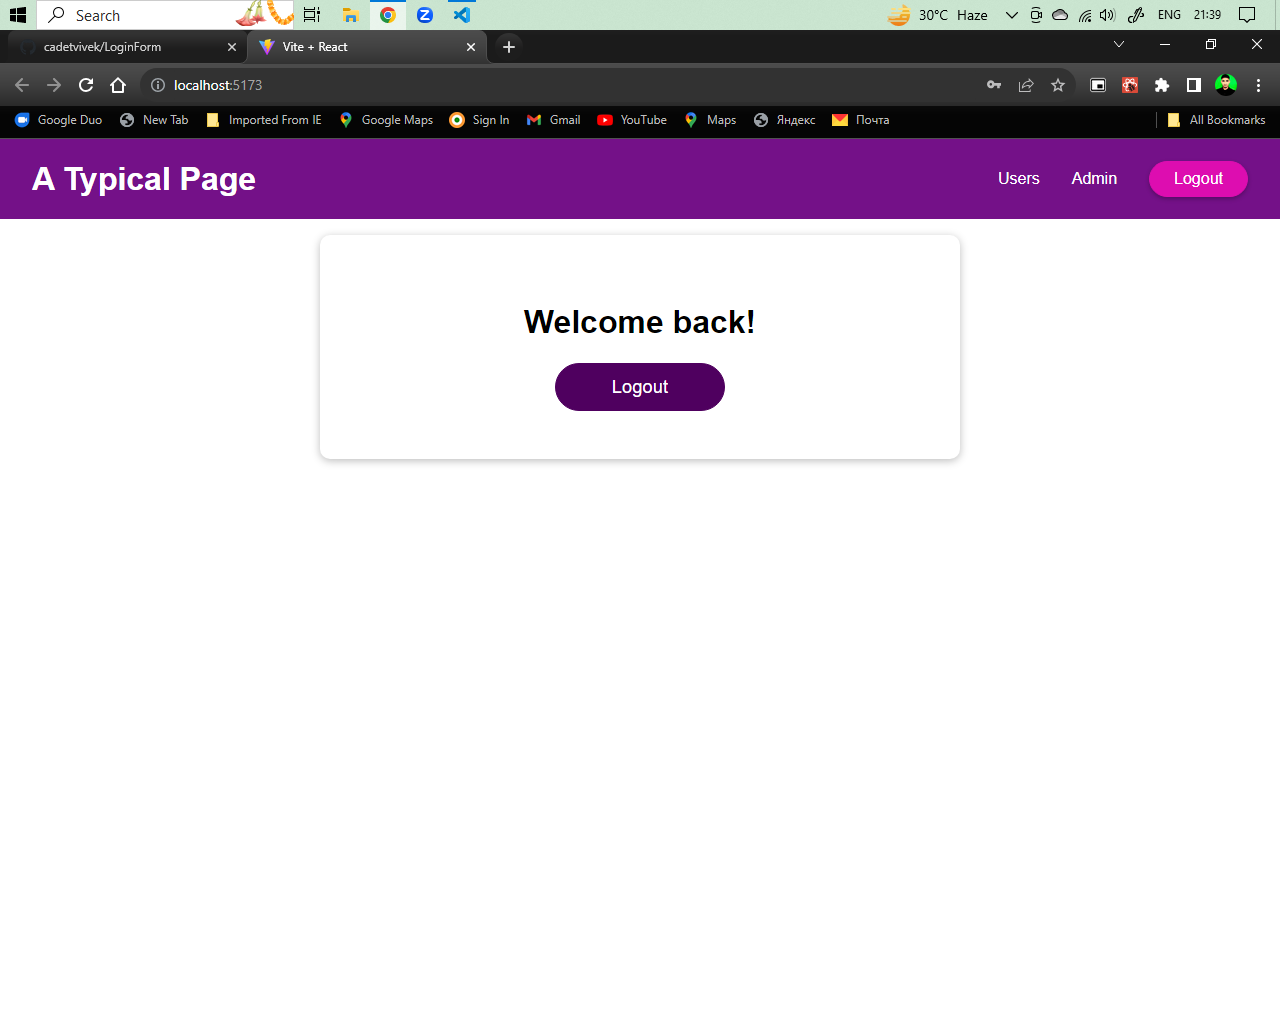 Search
30°C Haze
ENG
21:39
cadetvivek/LoginForm
Vite + React
localhost:5173
Google Duo
New Tab
Imported From IE
Google Maps
Sign In
Gmail
YouTube
Maps
Яндекс
Почта
All Bookmarks
A Typical Page
Users
Admin
Logout
Welcome back!
Logout